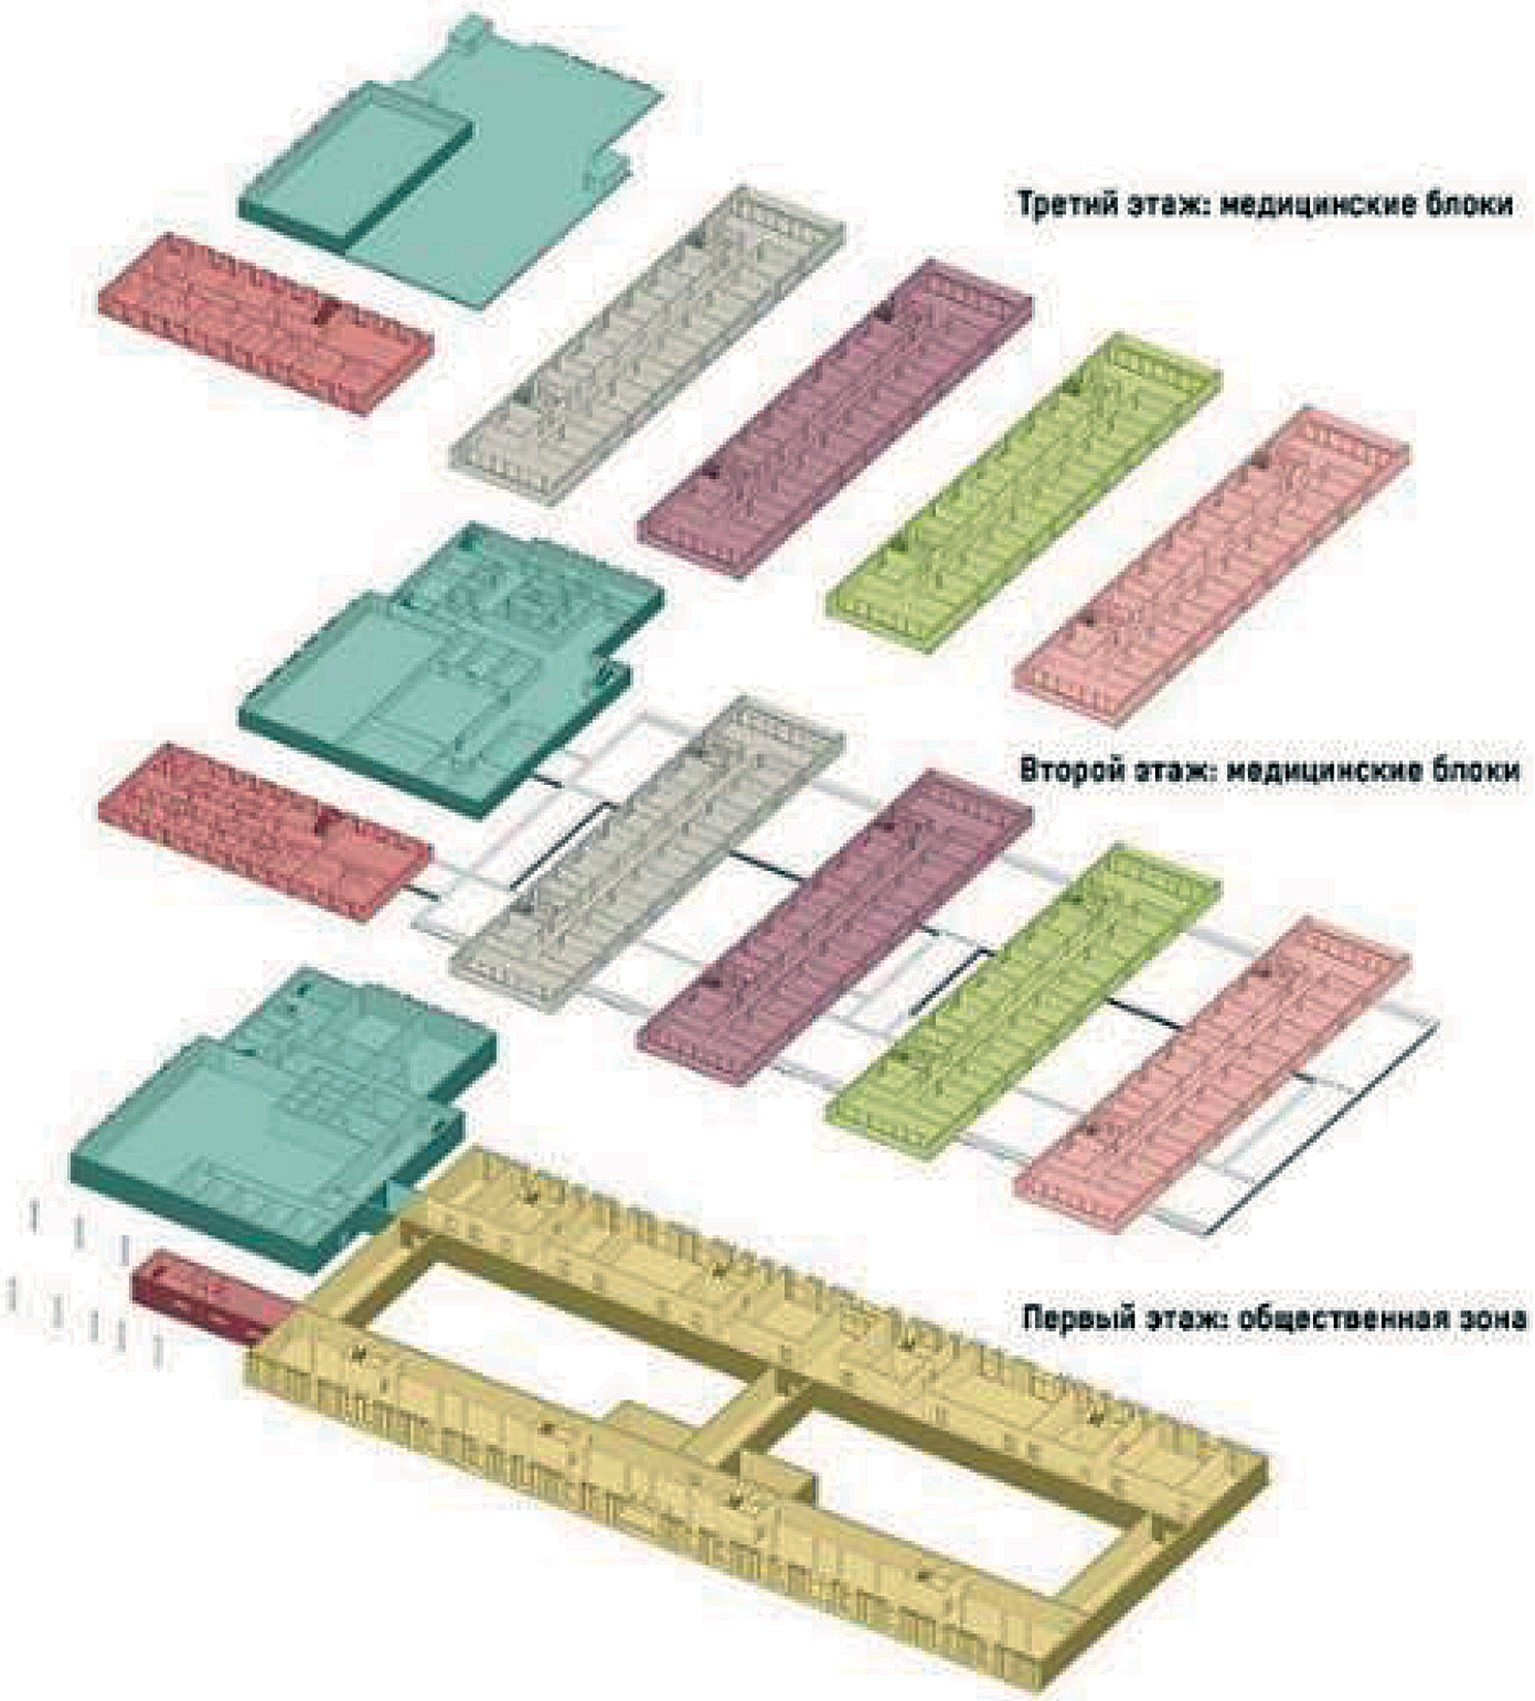 Третий этаж: медицинские блоки
Второй этаж: медицинские блоки
Первый этаж: общественная зона